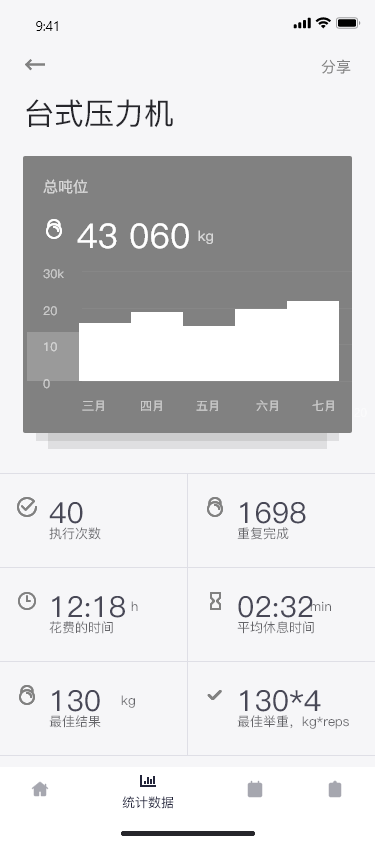 9:41
分享
台式压力机
总吨位
43 060 kg
30k
20
10
0
三月 四月 五月 六月 七月
40
执行次数
1698
重复完成
12:18 h
花费的时间
02:32 min
平均休息时间
130 kg
最佳结果
130*4
最佳举重，kg*reps
统计数据